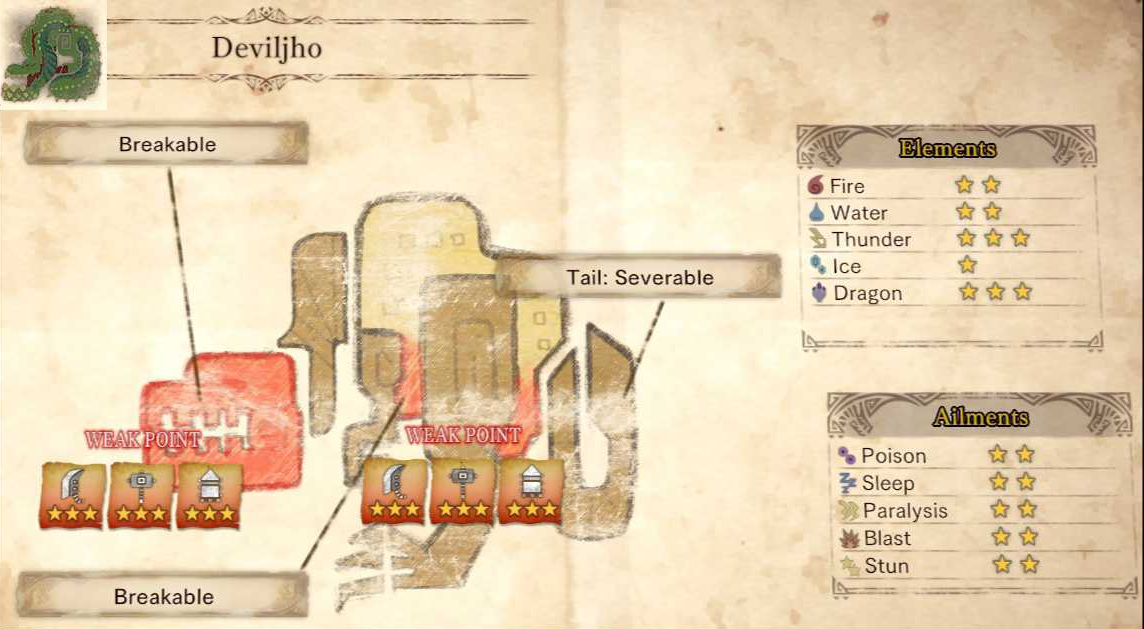 Deviljho
Breakable
Tail: Severable
WEAK POINT
WEAK POINT
Breakable
Elements
Fire
Water
Thunder
Ice
Dragon
Ailments
Poison
Sleep
Paralysis
Blast
Stun